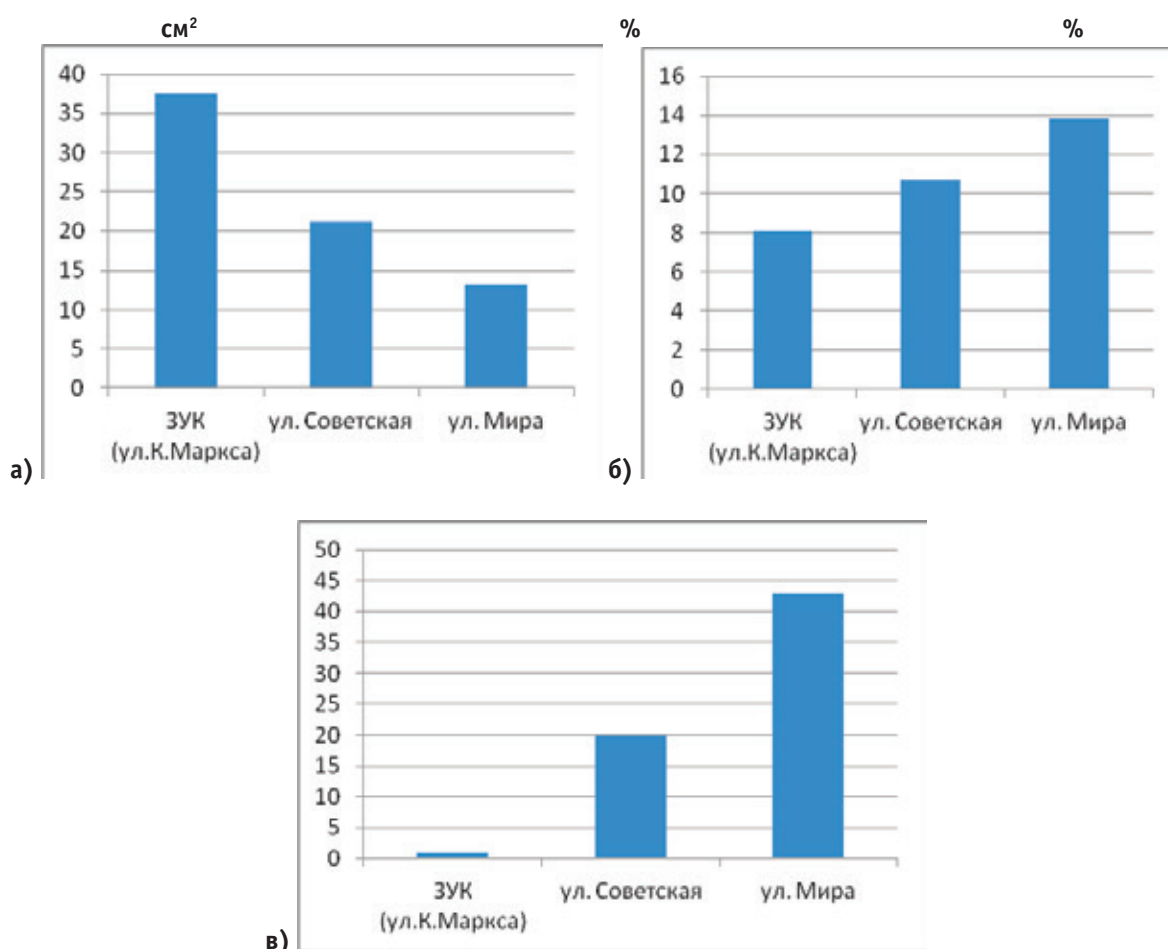 см²
%
%
40
35
30
25
20
15
10
5
0
ЗУК
(ул.К.Маркса)
ул. Советская
ул. Мира
а)
16
14
12
10
8
6
4
2
0
ЗУК
(ул.К.Маркса)
ул. Советская
ул. Мира
б)
50
45
40
35
30
25
20
15
10
5
0
ЗУК
(ул.К.Маркса)
ул. Советская
ул. Мира
в)